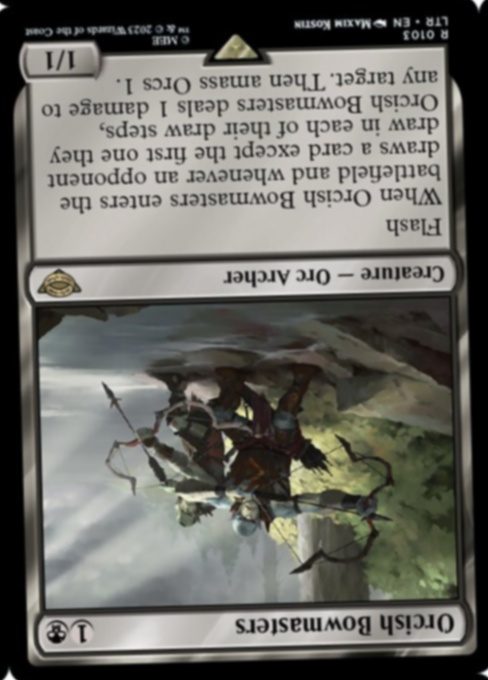 Orcish Bowmasters 1
Creature — Orc Archer
Flash
When Orcish Bowmasters enters the
battlefield and whenever an opponent
draws a card except the first one they
draw in each of their draw steps,
Orcish Bowmasters deals 1 damage to
any target. Then amass Orcs 1.
1/1
R 0103
LTR • EN Maxim Kostin
© MEE
™ & © 2023 Wizards of the Coast